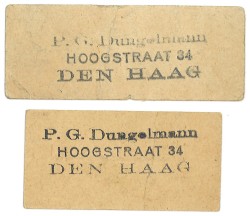 P. G. Dungelmann
HOOGSTRAAT 34
DEN HAAG
P. G. Dungelmann
HOOGSTRAAT 34
DEN HAAG